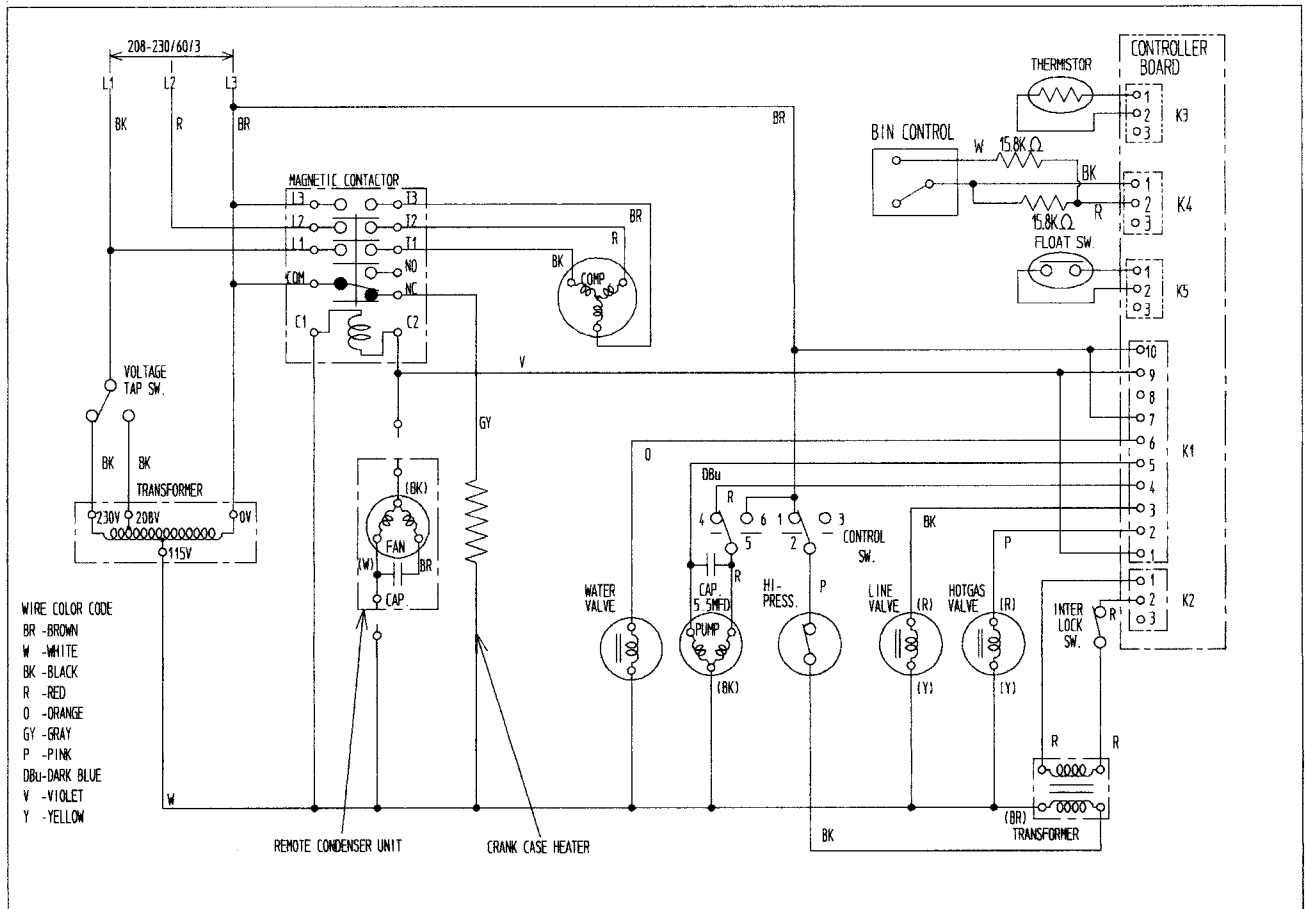 208-230/60/3
L1
L2
L3
BK
R
BR
BR
CONTROLLER
BOARD
THERMISTOR
1
2
3
K3
BIN CONTROL
W
15.8KΩ
BK
R
15.8KΩ
1
2
3
K4
FLOAT SW.
1
2
3
K5
MAGNETIC CONTACTOR
L3
T3
L2
T2
L1
T1
COM
NO
NC
C1
C2
BR
R
BK
COMP
V
GY
VOLTAGE
TAP SW.
BK
BK
TRANSFORMER
230V
208V
0V
115V
(BK)
FAN
(W)
BR
CAP.
10
9
8
7
6
5
4
3
2
1
K1
O
DBu
R
4
6
5
1
2
3
CONTROL
SW.
BK
P
WATER
VALVE
CAP.
5.5MFD
R
PUMP
(BK)
HI-
PRESS.
P
LINE
VALVE
(R)
(Y)
HOTGAS
VALVE
(R)
(Y)
INTER
LOCK
SW.
R
1
2
3
K2
R
R
(BR)
TRANSFORMER
BK
W
WIRE COLOR CODE
BR -BROWN
W -WHITE
BK -BLACK
R -RED
O -ORANGE
GY -GRAY
P -PINK
DBu-DARK BLUE
V -VIOLET
Y -YELLOW
REMOTE CONDENSER UNIT
CRANK CASE HEATER